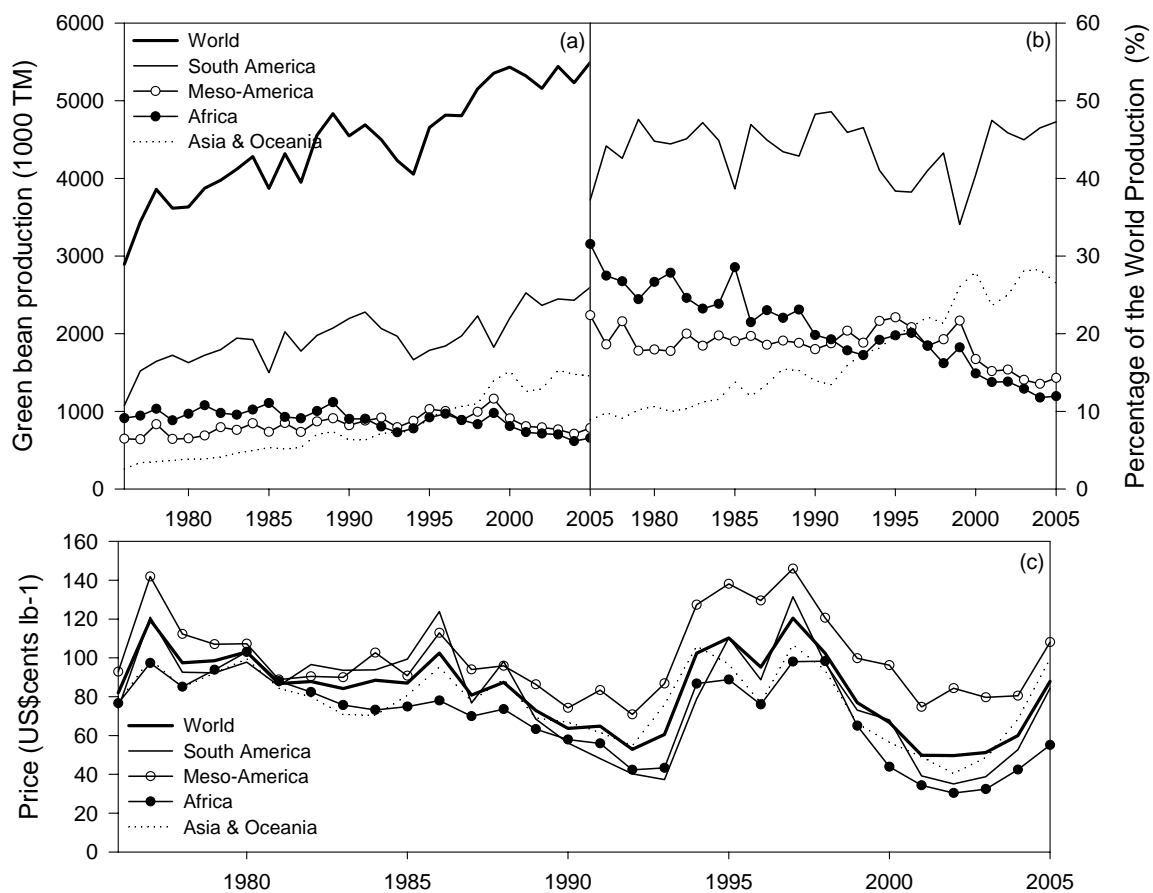 Green bean production (1000 TM)
6000
5000
4000
3000
2000
1000
0
World
South America
Meso-America
Africa
Asia & Oceania
(a)
1980
1985
1990
1995
2000
2005
(b)
60
50
40
30
20
10
0
Percentage of the World Production (%)
1980
1985
1990
1995
2000
2005
Price (US$cents lb-1)
160
140
120
100
80
60
40
20
0
(c)
World
South America
Meso-America
Africa
Asia & Oceania
1980
1985
1990
1995
2000
2005